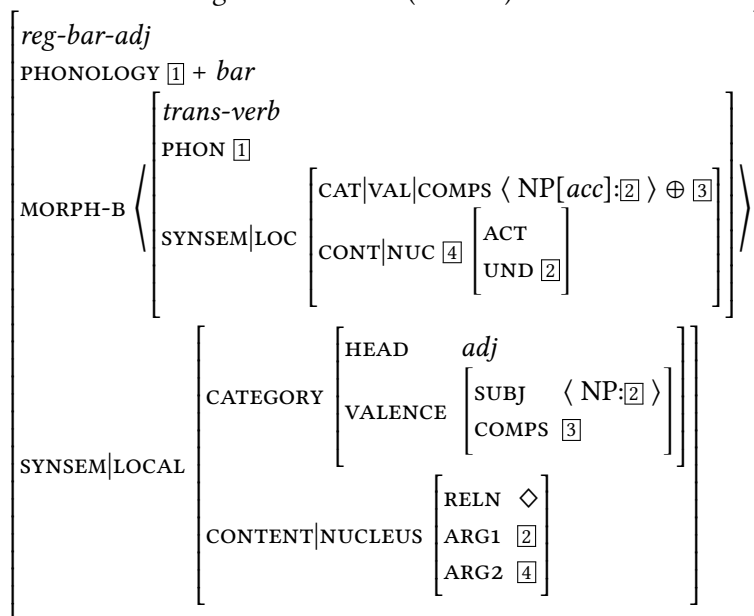 reg-bar-adj
PHONOLOGY 1 + bar
trans-verb
PHON 1
MORPH-B ⟨
SYNSEM|LOC
CAT|VAL|COMPS ⟨ NP[acc]:2 ⟩ ⊕ 3
CONT|NUC 4
ACT
UND 2
⟩
SYNSEM|LOCAL
CATEGORY
HEAD adj
VALENCE
SUBJ ⟨ NP:2 ⟩
COMPS 3
CONTENT|NUCLEUS
RELN ◇
ARG1 2
ARG2 4